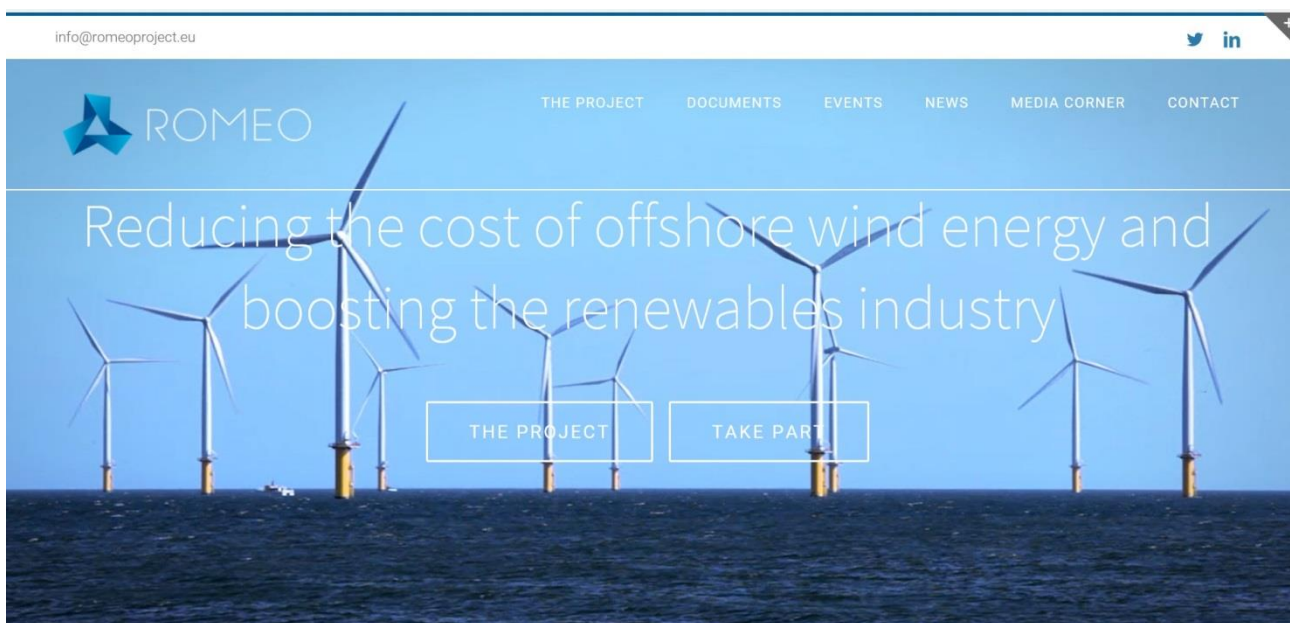 info@romeoproject.eu
in
ROMEO
THE PROJECT DOCUMENTS EVENTS NEWS MEDIA CORNER CONTACT
Reducing the cost of offshore wind energy and
boosting the renewables industry
THE PROJECT TAKE PART